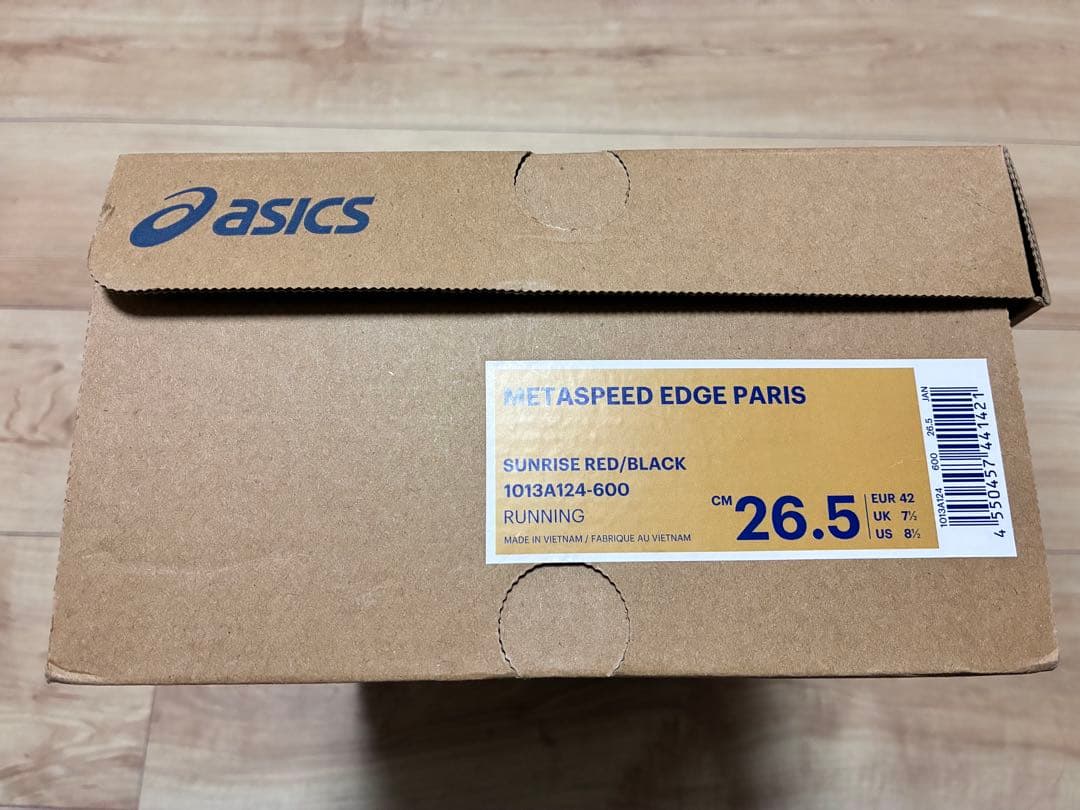 asics
METASPEED EDGE PARIS
SUNRISE RED/BLACK
1013A124-600
RUNNING
MADE IN VIETNAM / FABRIQUE AU VIETNAM
CM 26.5
EUR 42
UK 7½
US 8½
1013A124 600 26.5 JAN
4 550457 441421